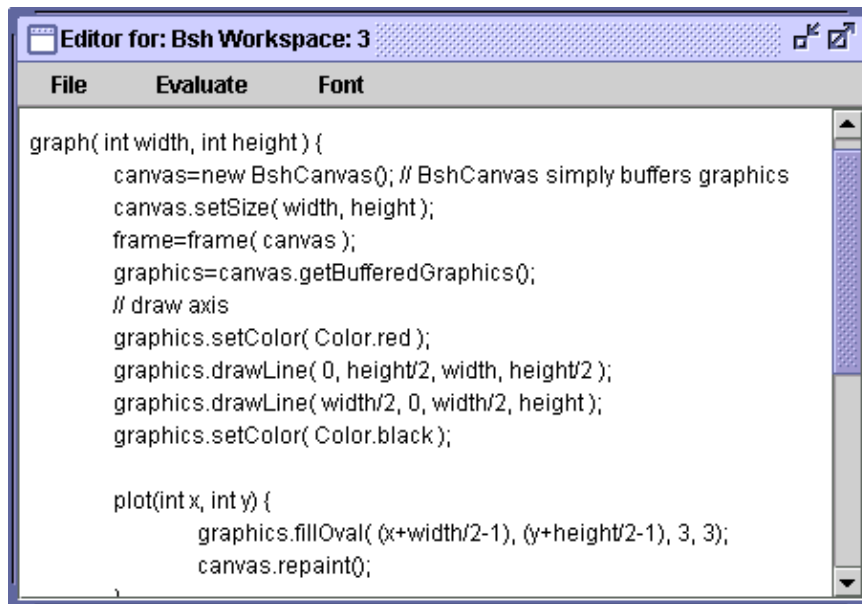 Editor for: Bsh Workspace: 3
File Evaluate Font
graph( int width, int height ) {
canvas=new BshCanvas(); // BshCanvas simply buffers graphics
canvas.setSize( width, height );
frame=frame( canvas );
graphics=canvas.getBufferedGraphics();
// draw axis
graphics.setColor( Color.red );
graphics.drawLine( 0, height/2, width, height/2 );
graphics.drawLine( width/2, 0, width/2, height );
graphics.setColor( Color.black );
plot(int x, int y) {
graphics.fillOval( (x+width/2-1), (y+height/2-1), 3, 3);
canvas.repaint();